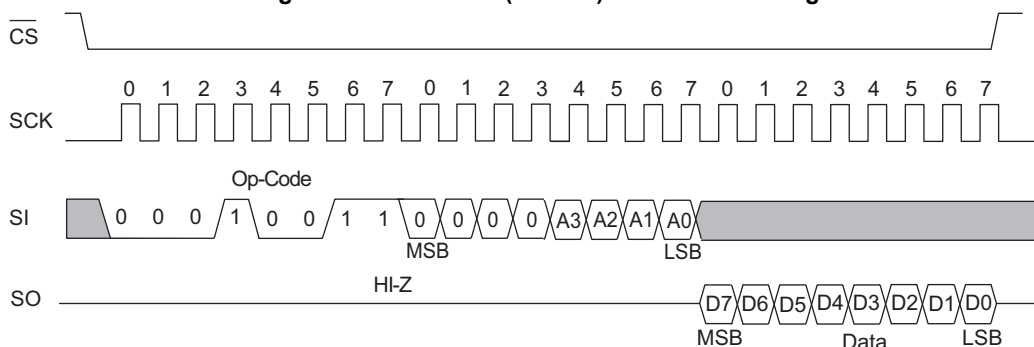 CS
0 1 2 3 4 5 6 7 0 1 2 3 4 5 6 7 0 1 2 3 4 5 6 7
SCK
Op-Code
SI 0 0 0 1 0 0 1 1 0 0 0 0 A3 A2 A1 A0
MSB LSB
HI-Z
SO D7 D6 D5 D4 D3 D2 D1 D0
MSB Data LSB